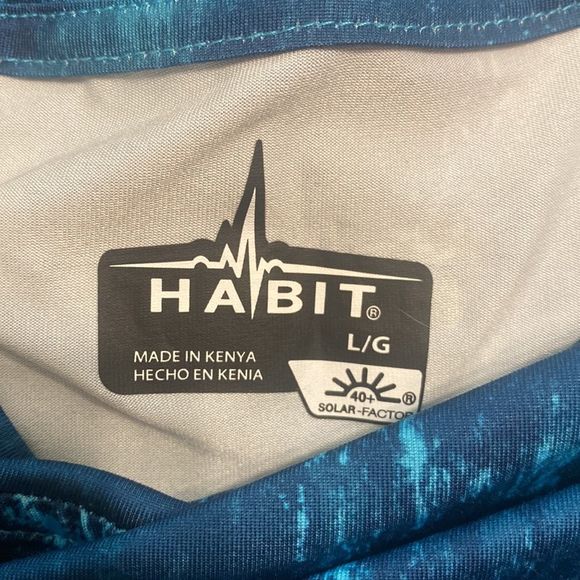 HABIT®
L/G
MADE IN KENYA
HECHO EN KENIA
40+ ®
SOLAR-FACTOR